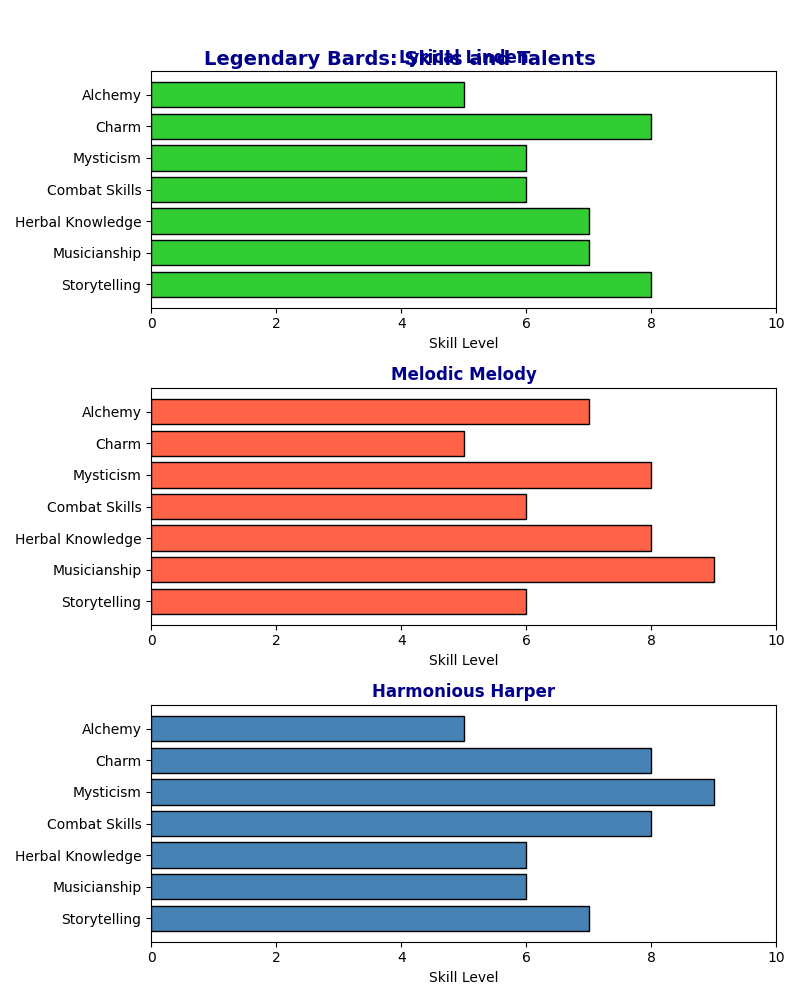 Legendary Bards: Skills and Talents
Lyrical Linden
Alchemy
Charm
Mysticism
Combat Skills
Herbal Knowledge
Musicianship
Storytelling
0 2 4 6 8 10
Skill Level
Melodic Melody
Alchemy
Charm
Mysticism
Combat Skills
Herbal Knowledge
Musicianship
Storytelling
0 2 4 6 8 10
Skill Level
Harmonious Harper
Alchemy
Charm
Mysticism
Combat Skills
Herbal Knowledge
Musicianship
Storytelling
0 2 4 6 8 10
Skill Level